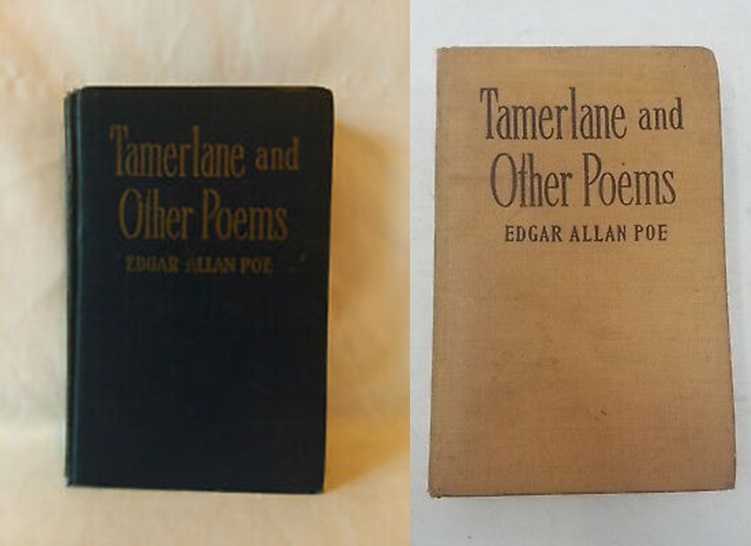 Tamerlane and
Other Poems
EDGAR ALLAN POE
Tamerlane and
Other Poems
EDGAR ALLAN POE